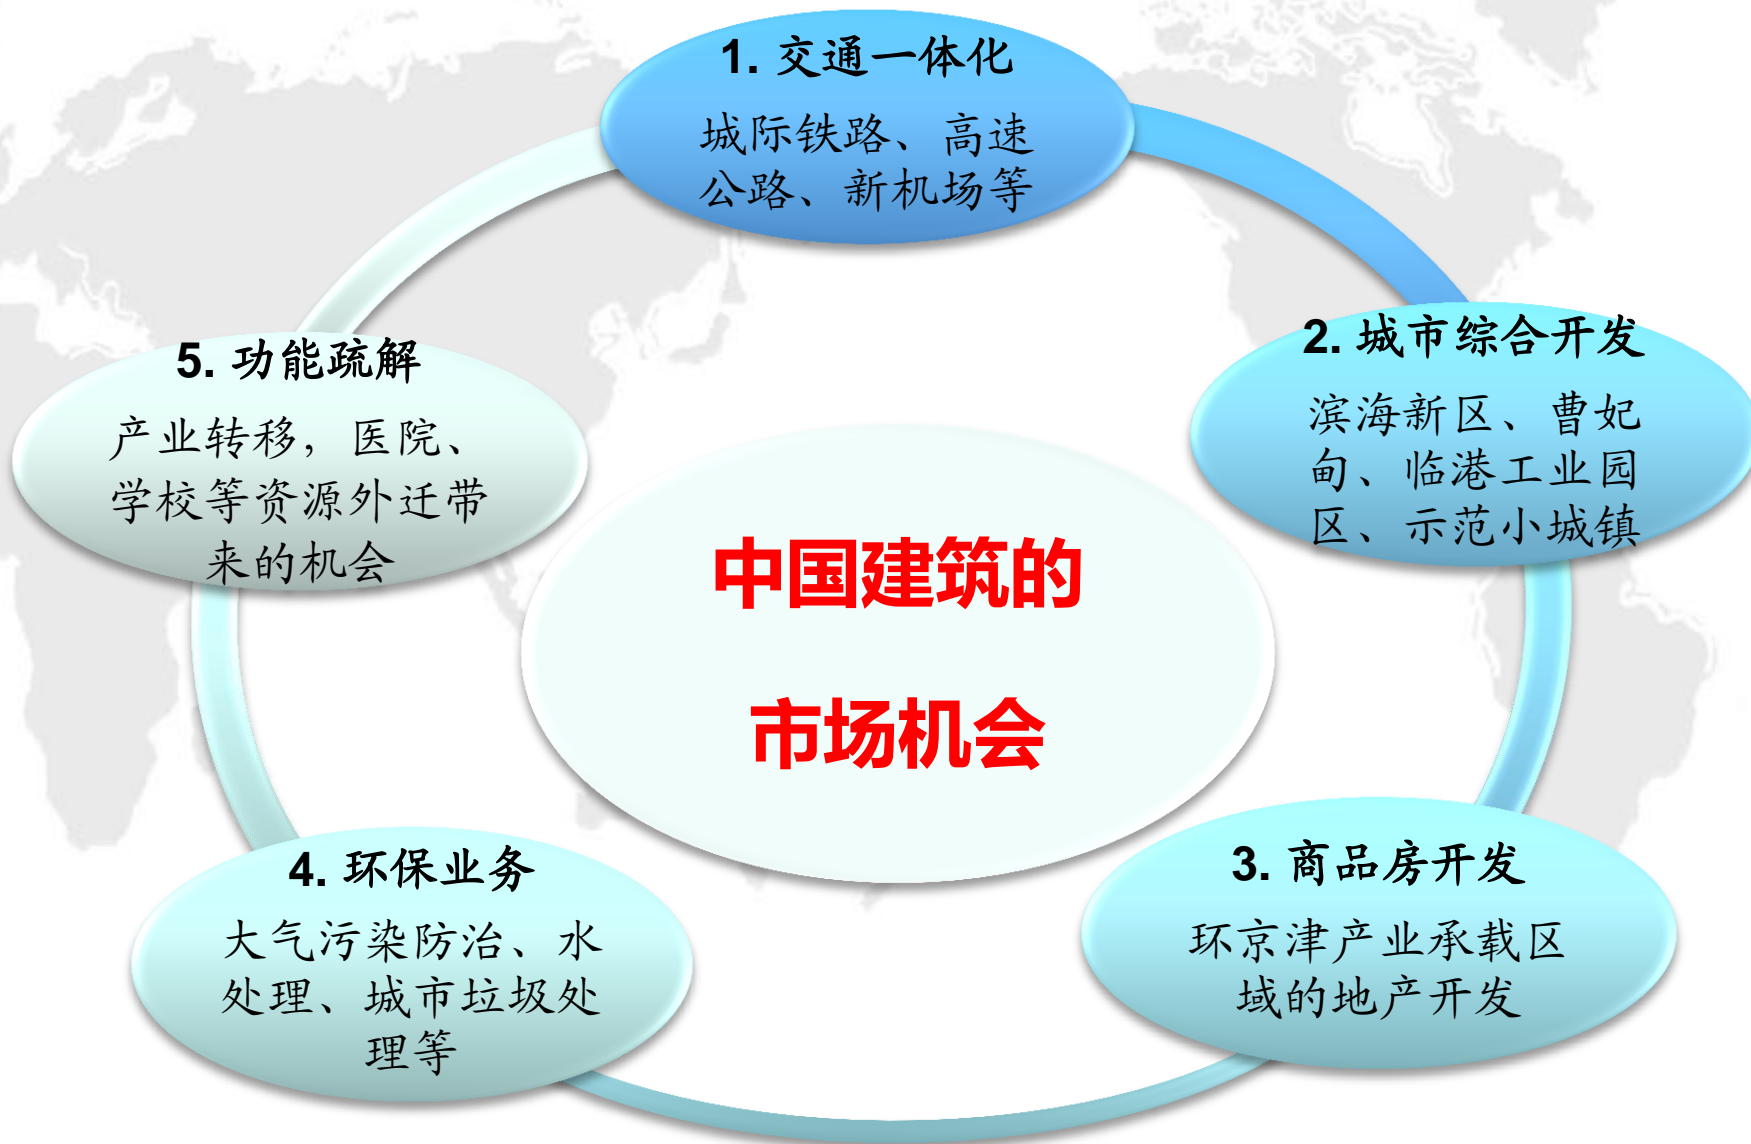 1. 交通一体化
城际铁路、高速
公路、新机场等
2. 城市综合开发
滨海新区、曹妃
甸、临港工业园
区、示范小城镇
3. 商品房开发
环京津产业承载区
域的地产开发
4. 环保业务
大气污染防治、水
处理、城市垃圾处
理等
5. 功能疏解
产业转移，医院、
学校等资源外迁带
来的机会
中国建筑的
市场机会